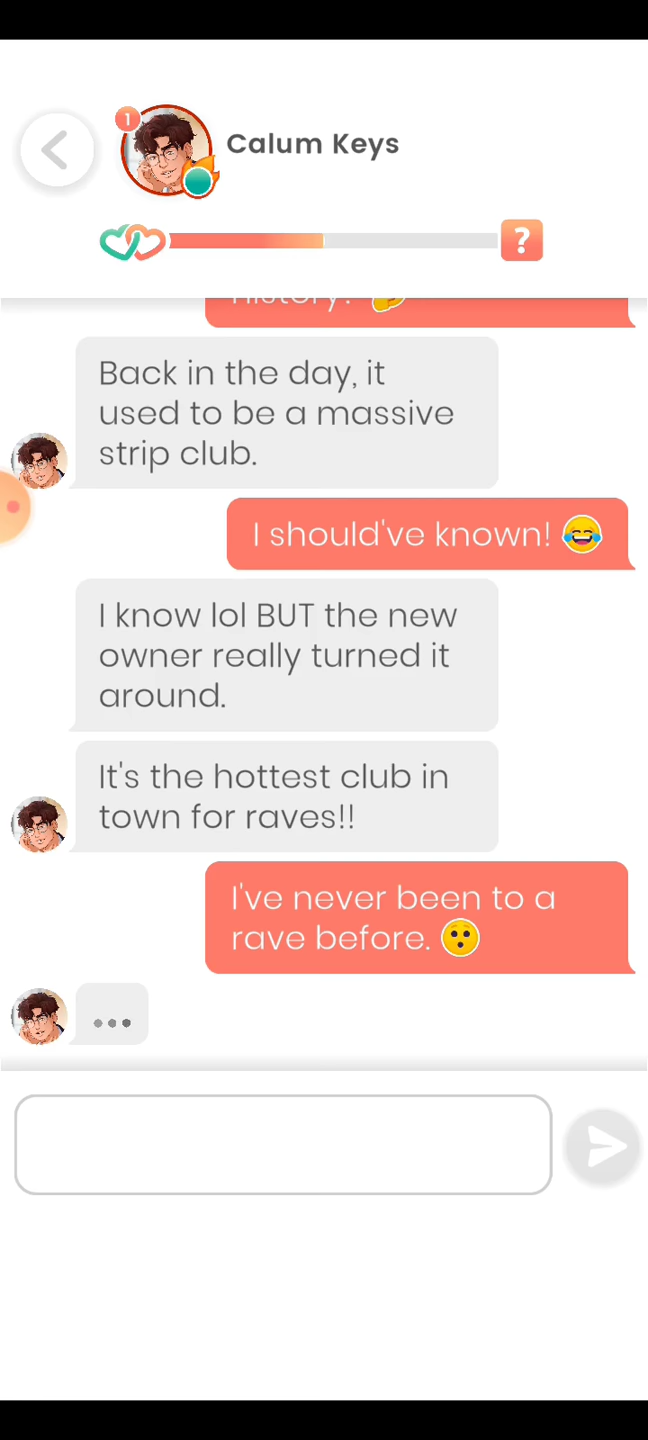 1
Calum Keys
?
History? 🤔
Back in the day, it
used to be a massive
strip club.
I should've known! 😂
I know lol BUT the new
owner really turned it
around.
It's the hottest club in
town for raves!!
I've never been to a
rave before. 😯
...